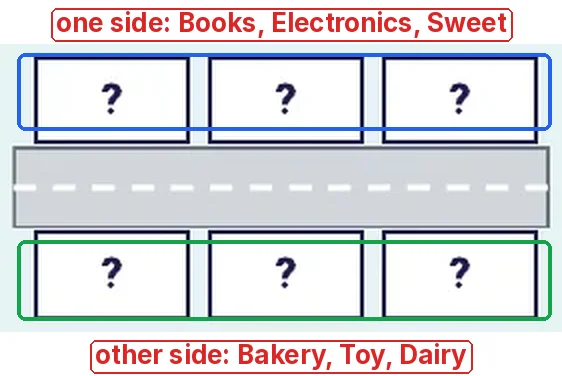 one side: Books, Electronics, Sweet
? ? ?
? ? ?
other side: Bakery, Toy, Dairy